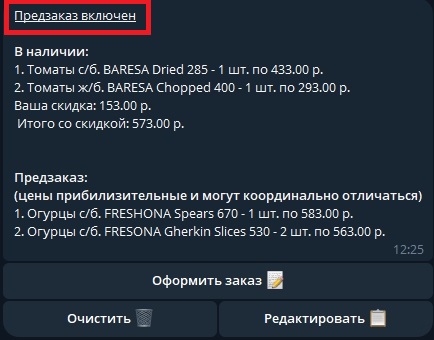 Предзаказ включен
В наличии:
1. Томаты с/б. BARESA Dried 285 - 1 шт. по 433.00 р.
2. Томаты ж/б. BARESA Chopped 400 - 1 шт. по 293.00 р.
Ваша скидка: 153.00 р.
Итого со скидкой: 573.00 р.
Предзаказ:
(цены прибилизительные и могут координально отличаться)
1. Огурцы с/б. FRESHONA Spears 670 - 1 шт. по 583.00 р.
2. Огурцы с/б. FRESONA Gherkin Slices 530 - 2 шт. по 563.00 р.
12:25
Оформить заказ 📝
Очистить 🗑️
Редактировать 📋